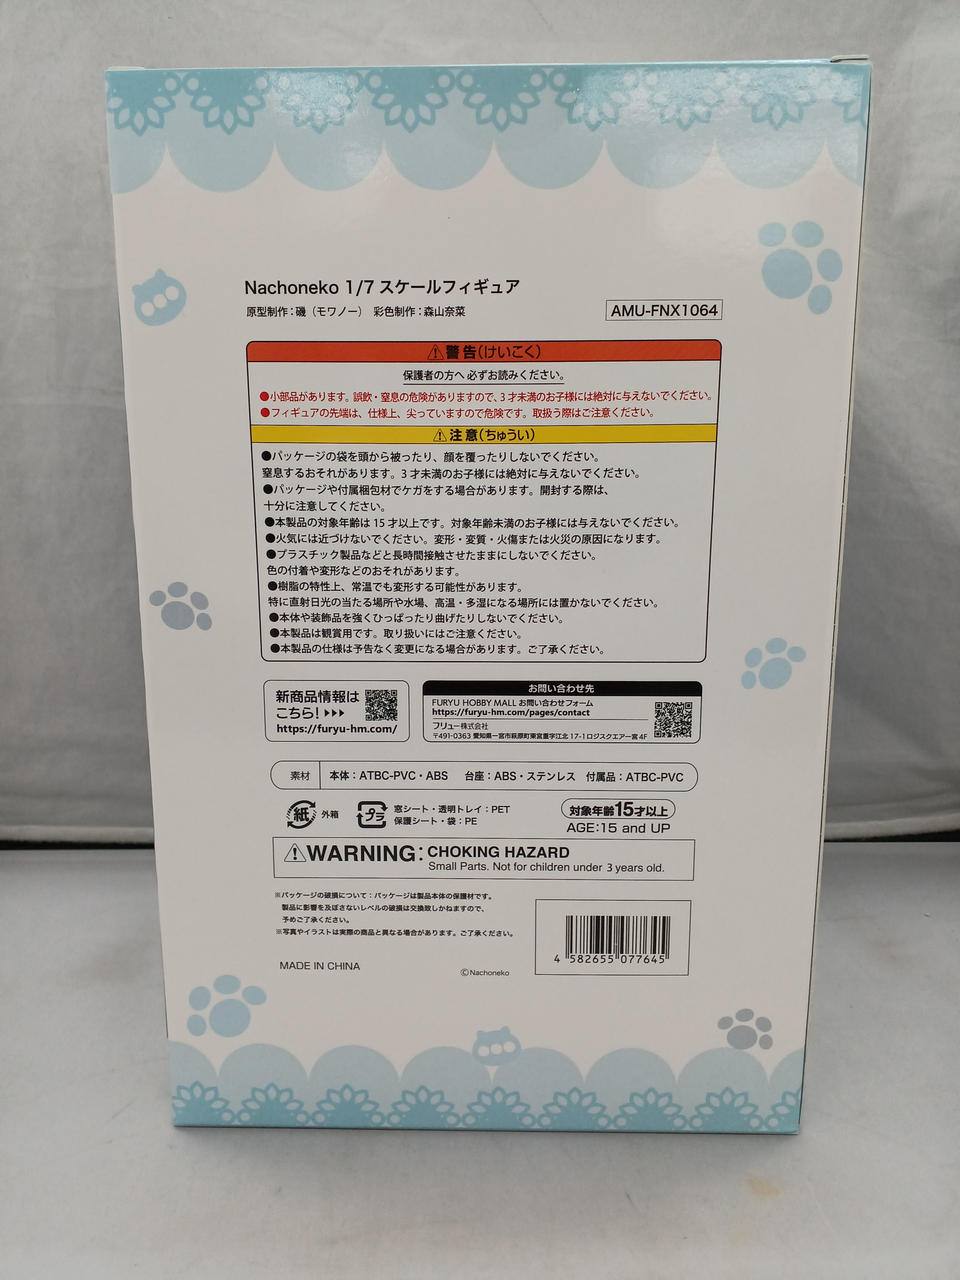 Nachoneko 1/7 スケールフィギュア
原型制作：磯（モワノー） 彩色制作：森山奈菜
AMU-FNX1064
⚠警告(けいこく)
保護者の方へ 必ずお読みください。
●小部品があります。誤飲・窒息の危険がありますので、3才未満のお子様には絶対に与えないでください。
●フィギュアの先端は、仕様上、尖っていますので危険です。取扱う際はご注意ください。
⚠注意(ちゅうい)
●パッケージの袋を頭から被ったり、顔を覆ったりしないでください。
窒息するおそれがあります。3才未満のお子様には絶対に与えないでください。
●パッケージや付属梱包材でケガをする場合があります。開封する際は、
十分に注意してください。
●本製品の対象年齢は15才以上です。対象年齢未満のお子様には与えないでください。
●火気には近づけないでください。変形・変質・火傷または火災の原因になります。
●プラスチック製品などと長時間接触させたままにしないでください。
色の付着や変形などのおそれがあります。
●樹脂の特性上、常温でも変形する可能性があります。
特に直射日光の当たる場所や水場、高温・多湿になる場所には置かないでください。
●本体や装飾品を強くひっぱったり曲げたりしないでください。
●本製品は観賞用です。取り扱いにはご注意ください。
●本製品の仕様は予告なく変更になる場合があります。ご了承ください。
新商品情報は
こちら！▶▶▶
https://furyu-hm.com/
お問い合わせ先
FURYU HOBBY MALL お問い合わせフォーム
https://furyu-hm.com/pages/contact
フリュー株式会社
〒491-0363 愛知県一宮市萩原町東宮重字江北 17-1ロジスクエアー宮 4F
素材 本体：ATBC-PVC・ABS 台座：ABS・ステンレス 付属品：ATBC-PVC
紙 外箱
プラ 窓シート・透明トレイ：PET
保護シート・袋：PE
対象年齢15才以上
AGE:15 and UP
⚠WARNING: CHOKING HAZARD
Small Parts. Not for children under 3 years old.
※パッケージの破損について：パッケージは製品本体の保護材です。
製品に影響を及ぼさないレベルの破損は交換致しかねますので、
予めご了承ください。
※写真やイラストは実際の商品と異なる場合があります。ご了承ください。
4 582655 077645
MADE IN CHINA
©Nachoneko